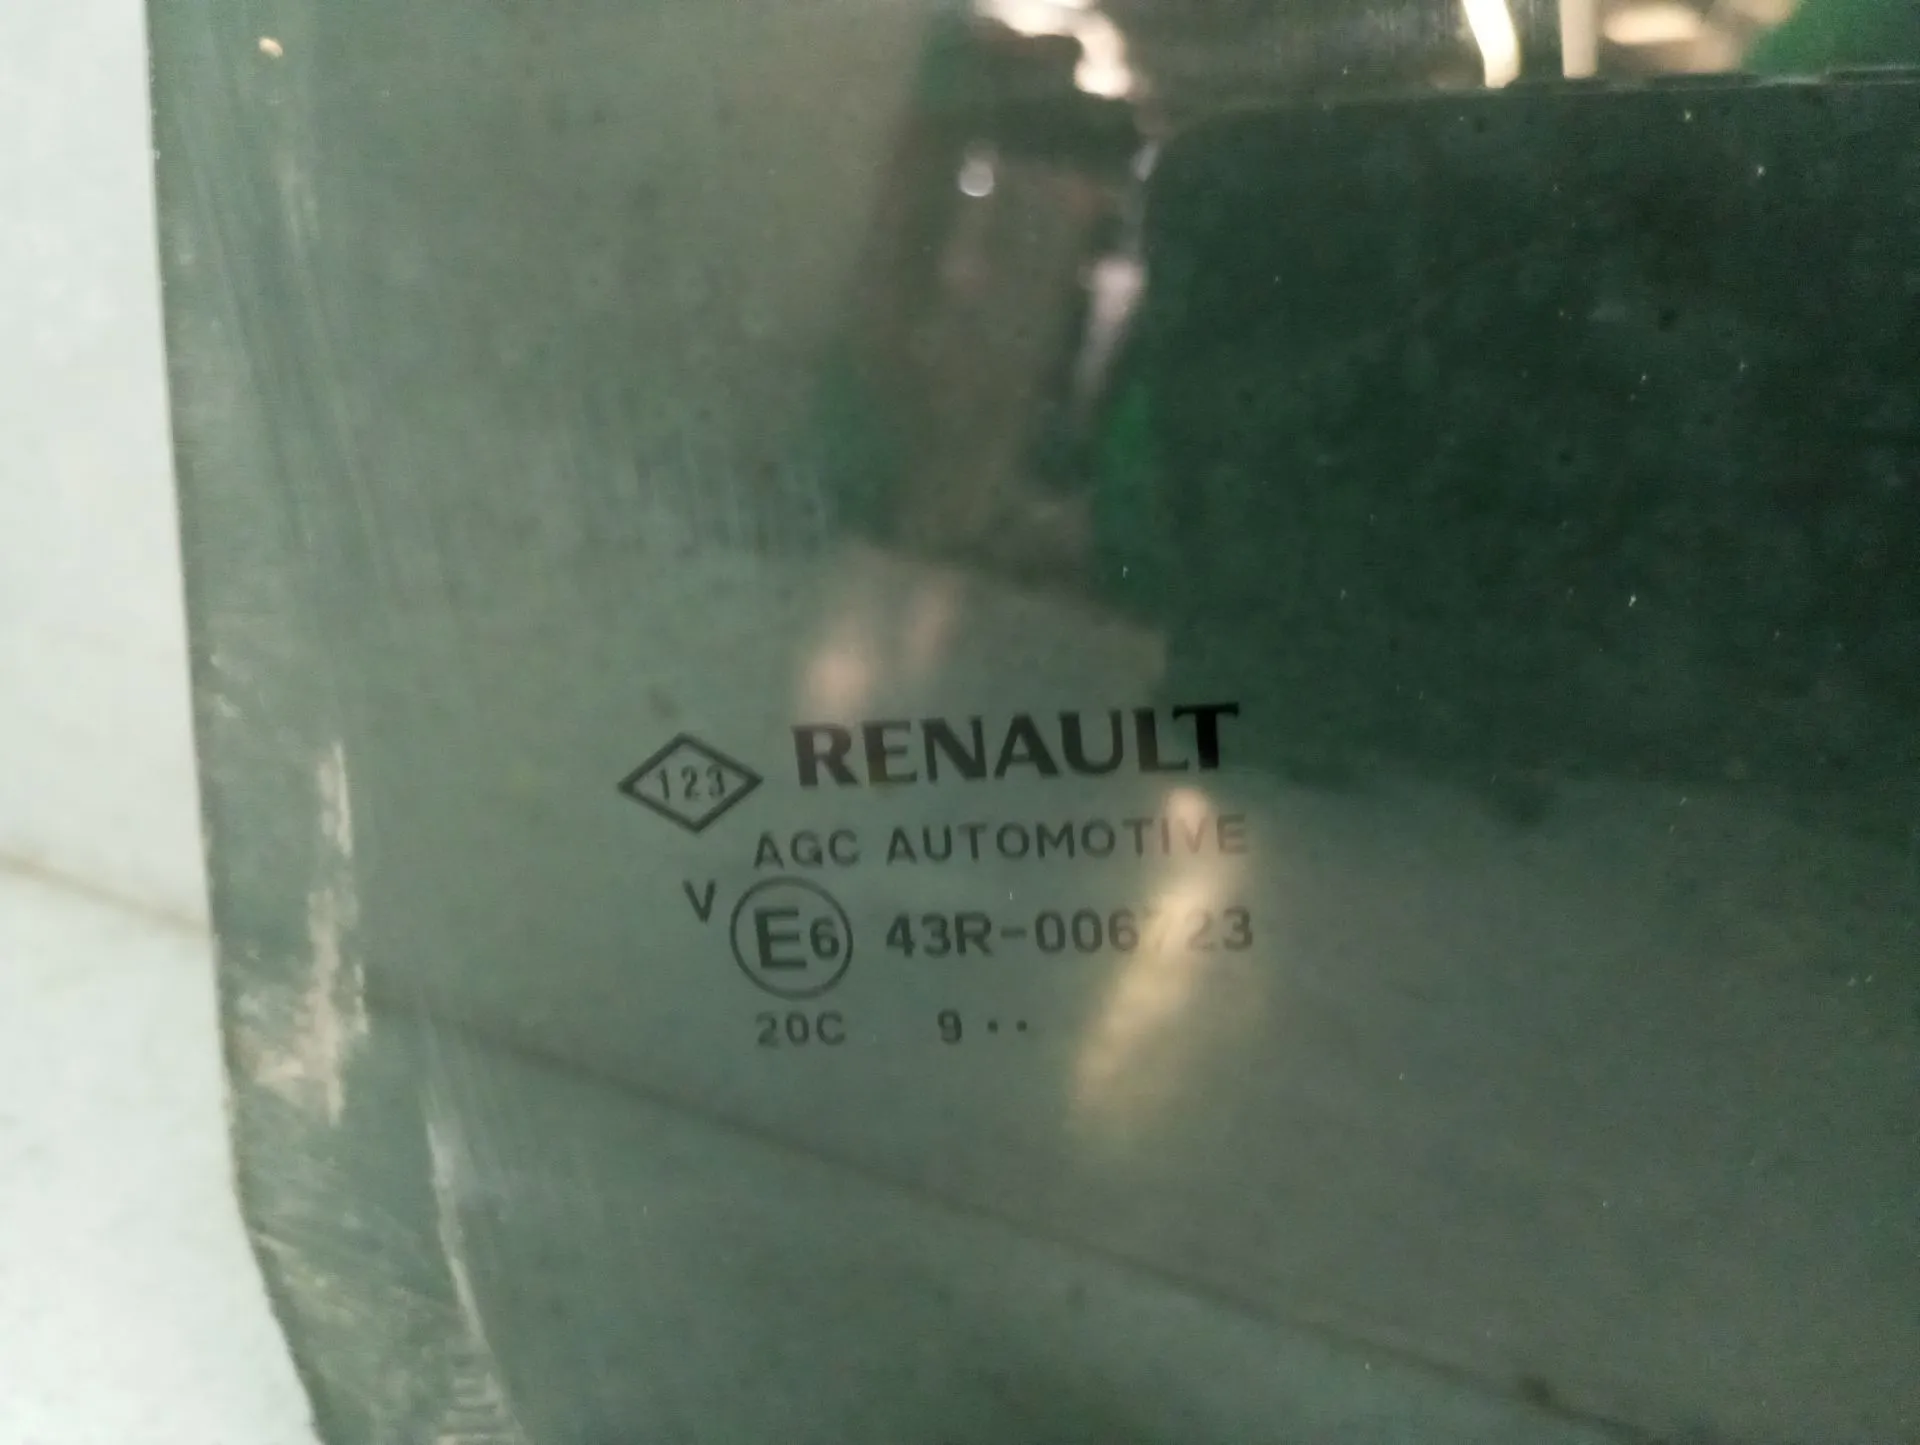 123 RENAULT
AGC AUTOMOTIVE
V E6 43R-006723
20C 9 ··